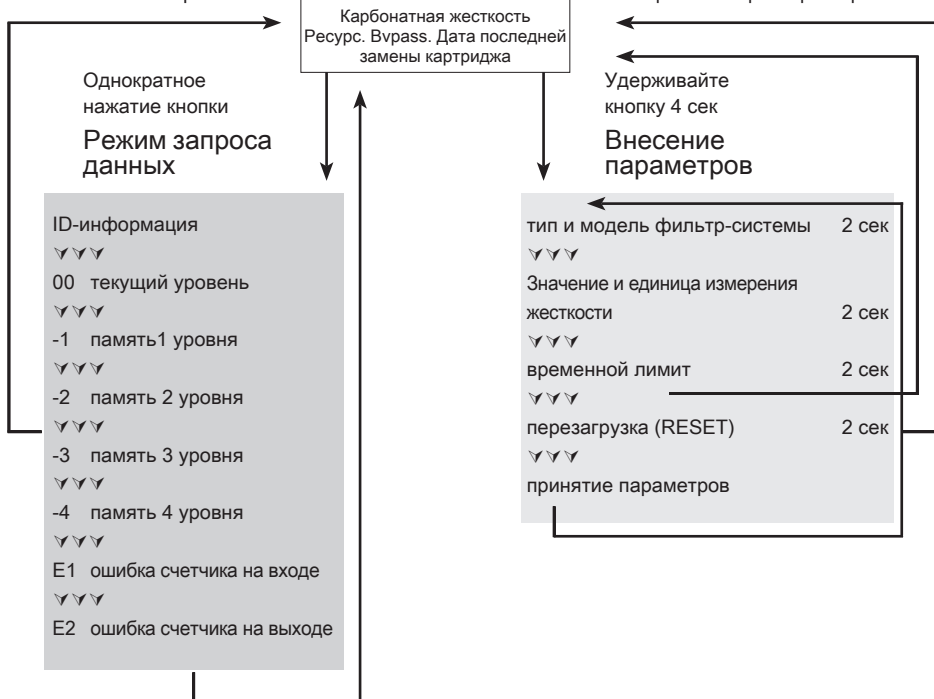 Карбонатная жесткость
Ресурс. Bvpass. Дата последней
замены картриджа
Однократное
нажатие кнопки
Режим запроса
данных
ID-информация
00 текущий уровень
-1 память1 уровня
-2 память 2 уровня
-3 память 3 уровня
-4 память 4 уровня
E1 ошибка счетчика на входе
E2 ошибка счетчика на выходе
Удерживайте
кнопку 4 сек
Внесение
параметров
тип и модель фильтр-системы 2 сек
Значение и единица измерения
жесткости 2 сек
временной лимит 2 сек
перезагрузка (RESET) 2 сек
принятие параметров